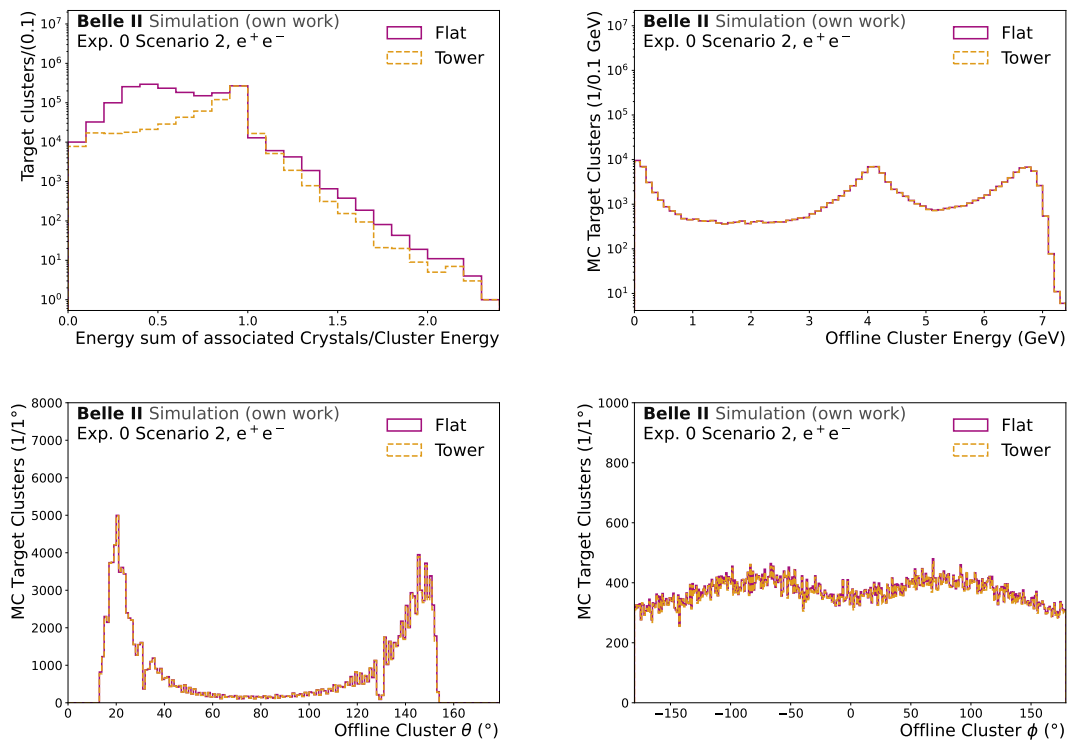 Belle II Simulation (own work)
Exp. 0 Scenario 2, e⁺e⁻
Flat
Tower
Target clusters/(0.1)
10⁷
10⁶
10⁵
10⁴
10³
10²
10¹
10⁰
0.0 0.5 1.0 1.5 2.0
Energy sum of associated Crystals/Cluster Energy
Belle II Simulation (own work)
Exp. 0 Scenario 2, e⁺e⁻
Flat
Tower
MC Target Clusters (1/0.1 GeV)
10⁷
10⁶
10⁵
10⁴
10³
10²
10¹
0 1 2 3 4 5 6 7
Offline Cluster Energy (GeV)
Belle II Simulation (own work)
Exp. 0 Scenario 2, e⁺e⁻
Flat
Tower
MC Target Clusters (1/1°)
8000
7000
6000
5000
4000
3000
2000
1000
0
0 20 40 60 80 100 120 140 160
Offline Cluster θ (°)
Belle II Simulation (own work)
Exp. 0 Scenario 2, e⁺e⁻
Flat
Tower
MC Target Clusters (1/1°)
1000
800
600
400
200
0
−150 −100 −50 0 50 100 150
Offline Cluster ϕ (°)